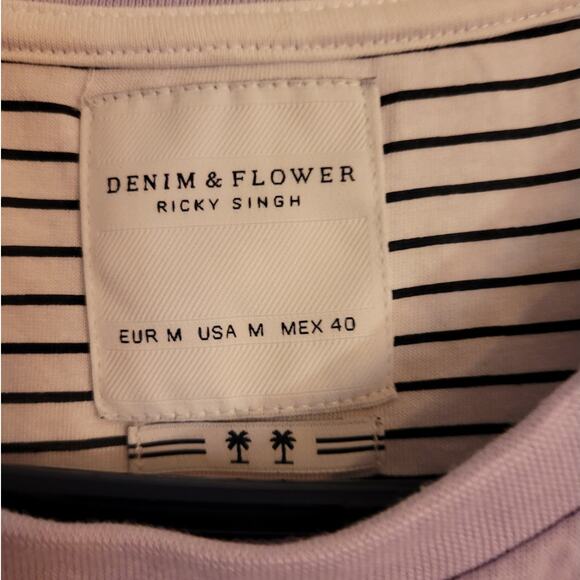 DENIM & FLOWER
RICKY SINGH
EUR M USA M MEX 40